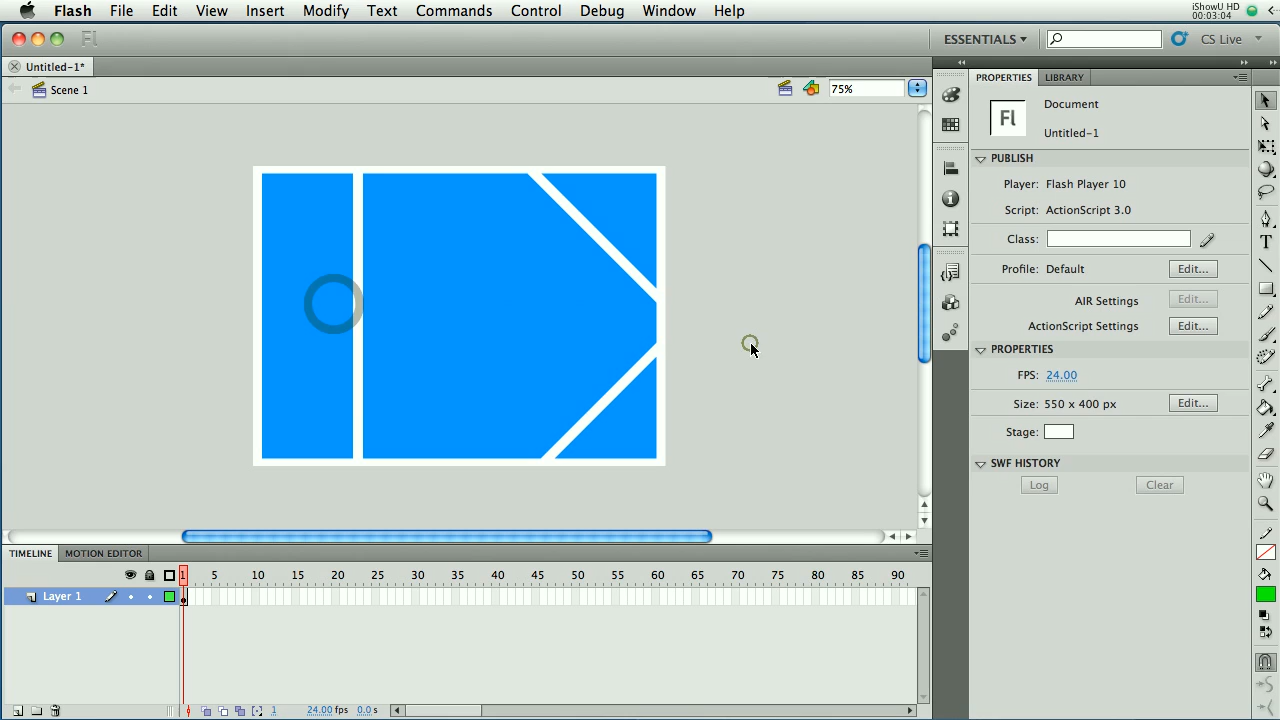 Flash File Edit View Insert Modify Text Commands Control Debug Window Help
iShowU HD
00:03:04
Fl
ESSENTIALS
CS Live
Untitled-1*
Scene 1
75%
PROPERTIES LIBRARY
Fl
Document
Untitled-1
PUBLISH
Player: Flash Player 10
Script: ActionScript 3.0
Class:
Profile: Default Edit...
AIR Settings Edit...
ActionScript Settings Edit...
PROPERTIES
FPS: 24.00
Size: 550 x 400 px Edit...
Stage:
SWF HISTORY
Log Clear
TIMELINE MOTION EDITOR
1 5 10 15 20 25 30 35 40 45 50 55 60 65 70 75 80 85 90
Layer 1
1 24.00 fps 0.0 s